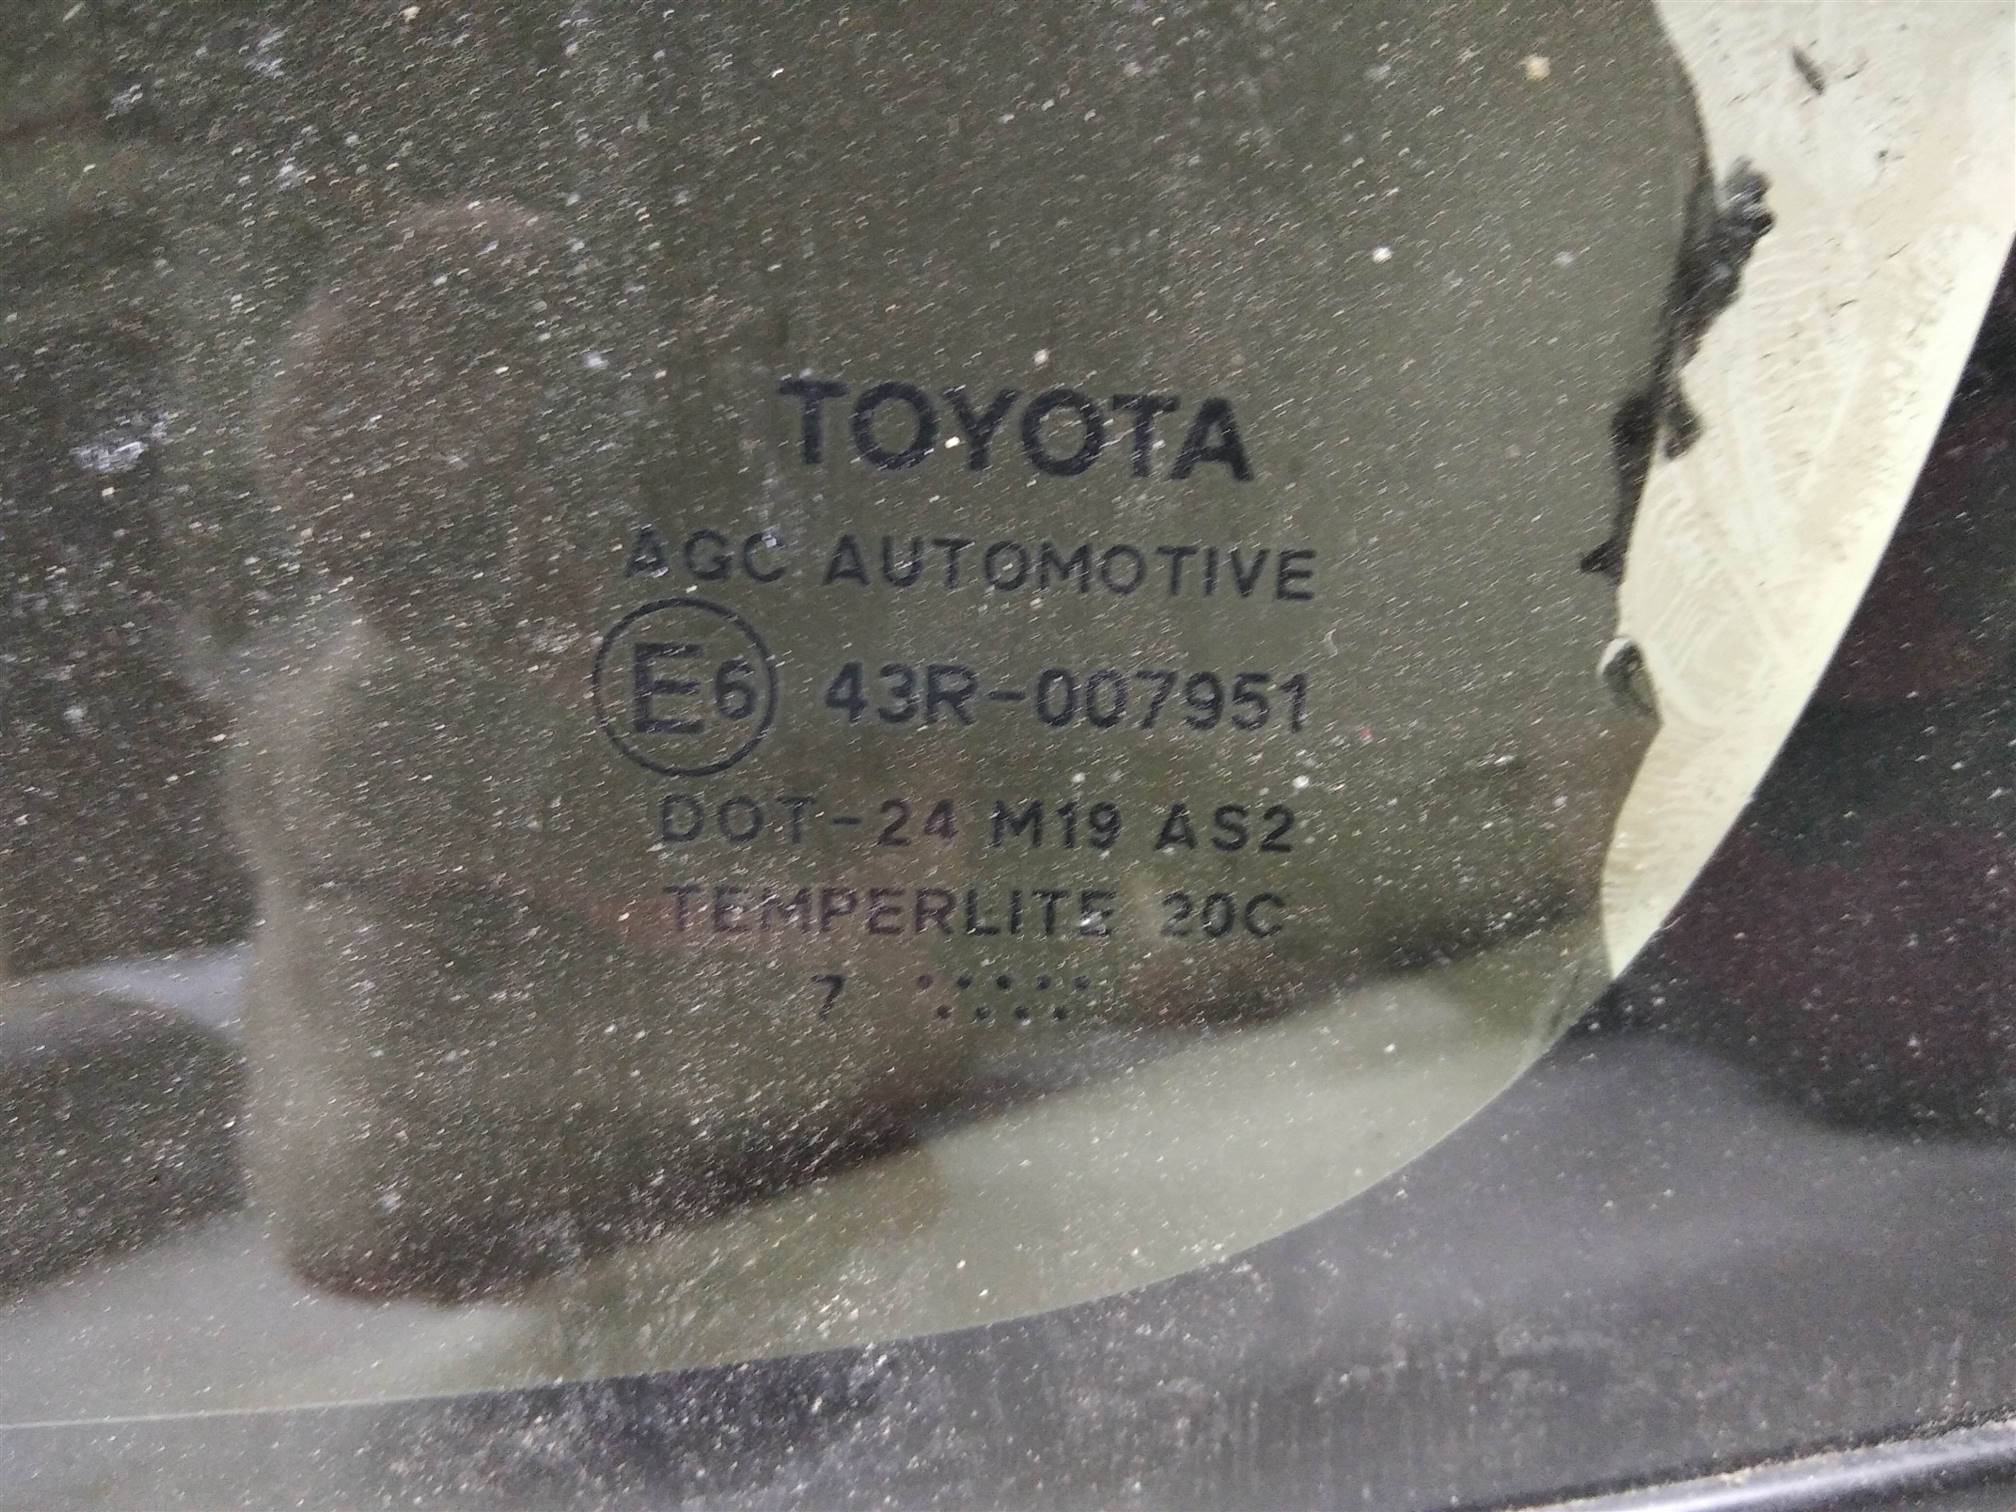 TOYOTA
AGC AUTOMOTIVE
E6 43R-007951
DOT-24 M19 AS2
TEMPERLITE 20C
7